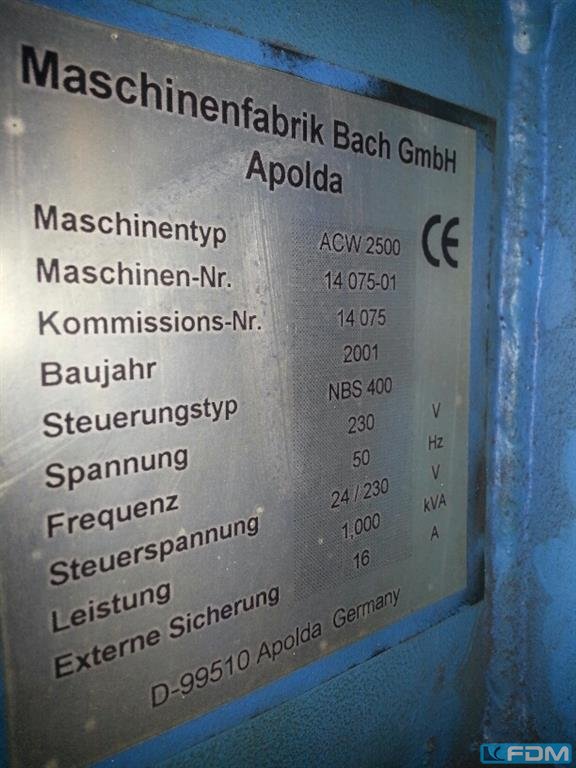 Maschinenfabrik Bach GmbH
Apolda
CE
Maschinentyp ACW 2500
Maschinen-Nr. 14 075-01
Kommissions-Nr. 14 075
Baujahr 2001
Steuerungstyp NBS 400
Spannung 230 V
Frequenz 50 Hz
Steuerspannung 24 / 230 V
Leistung 1,000 kVA
Externe Sicherung 16 A
D-99510 Apolda Germany
FDM